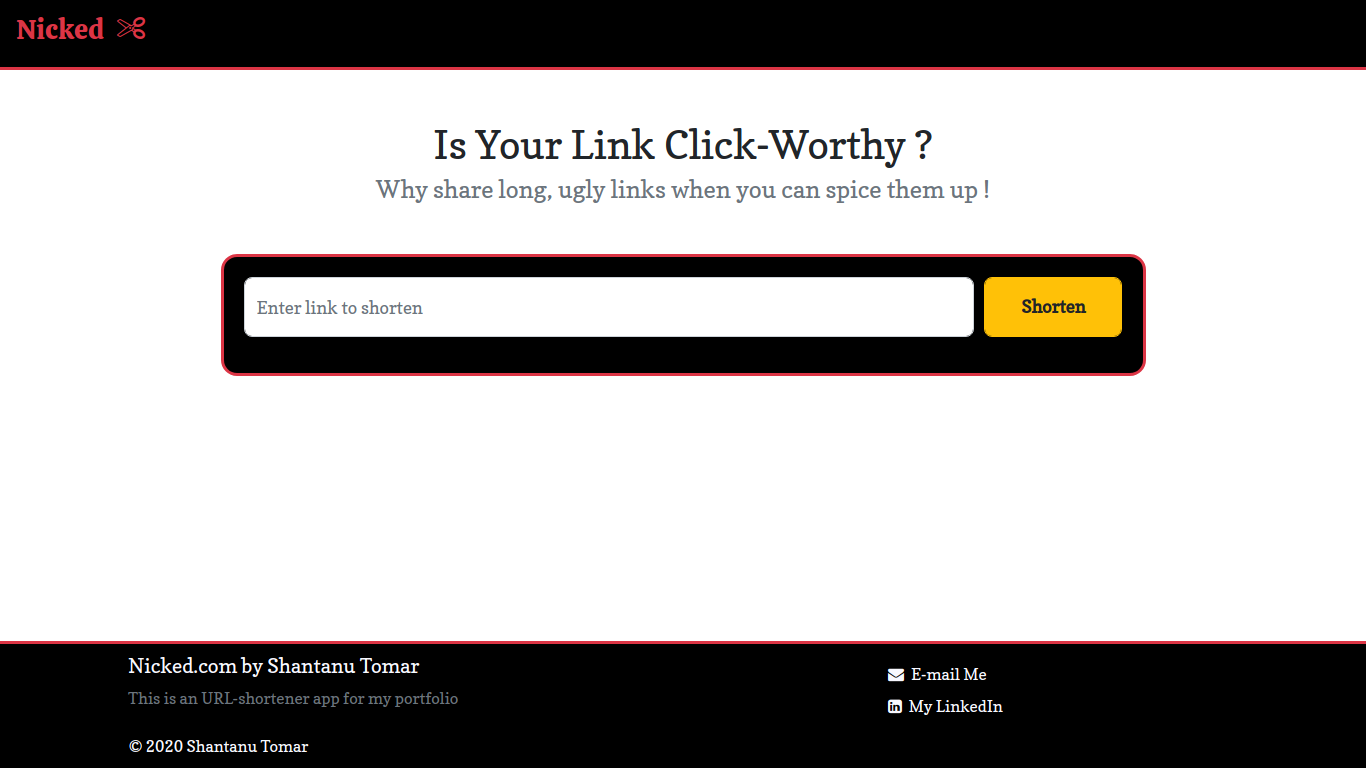 Nicked
Is Your Link Click-Worthy ?
Why share long, ugly links when you can spice them up !
Enter link to shorten
Shorten
Nicked.com by Shantanu Tomar
This is an URL-shortener app for my portfolio
© 2020 Shantanu Tomar
E-mail Me
My LinkedIn